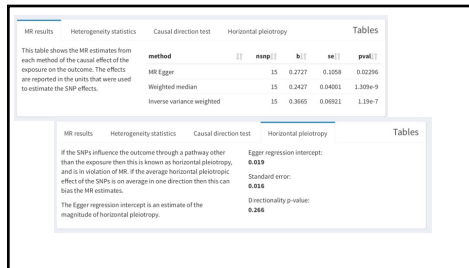 MR results Heterogeneity statistics Causal direction test Horizontal pleiotropy Tables
This table shows the MR estimates from
each method of the causal effect of the
exposure on the outcome. The effects
are reported in the units that were used
to estimate the SNP effects.
method nsnp b se pval
MR Egger 15 0.2727 0.1058 0.02296
Weighted median 15 0.2427 0.04001 1.309e-9
Inverse variance weighted 15 0.3665 0.06921 1.19e-7
MR results Heterogeneity statistics Causal direction test Horizontal pleiotropy Tables
If the SNPs influence the outcome through a pathway other
than the exposure then this is known as horizontal pleiotropy,
and is in violation of MR. If the average horizontal pleiotropic
effect of the SNPs is on average in one direction then this can
bias the MR estimates.
The Egger regression intercept is an estimate of the
magnitude of horizontal pleiotropy.
Egger regression intercept:
0.019
Standard error:
0.016
Directionality p-value:
0.266